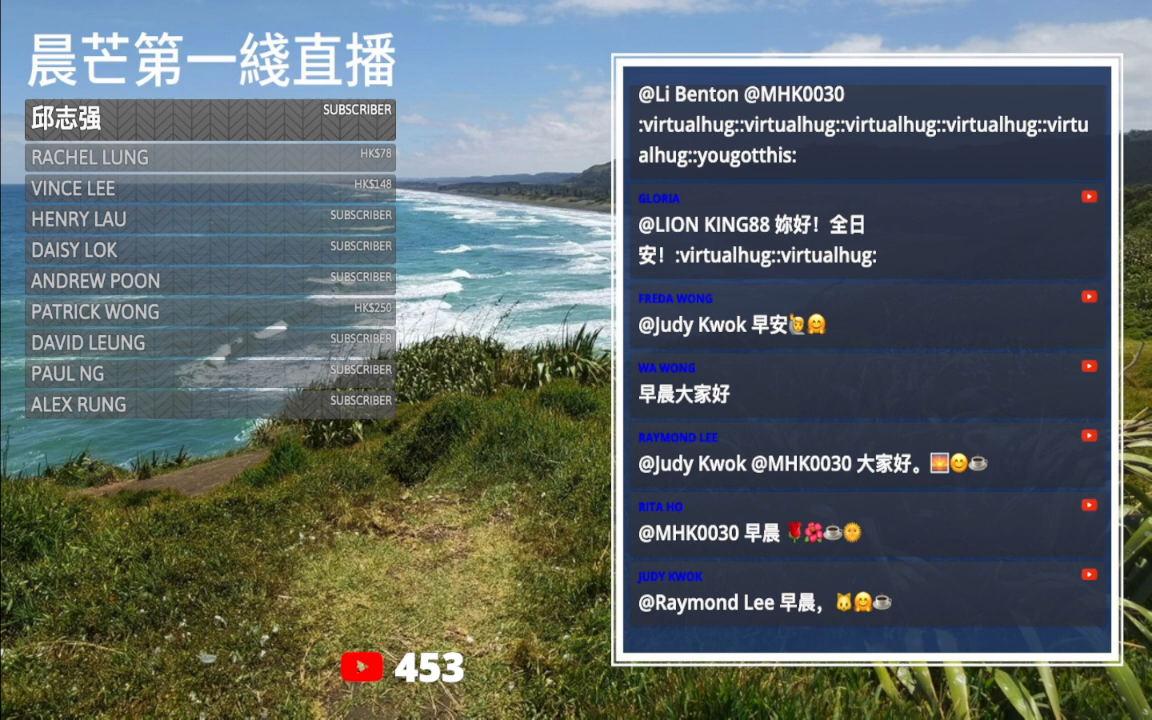 晨芒第一綫直播
邱志强 SUBSCRIBER
RACHEL LUNG HK$78
VINCE LEE HK$148
HENRY LAU SUBSCRIBER
DAISY LOK SUBSCRIBER
ANDREW POON SUBSCRIBER
PATRICK WONG HK$250
DAVID LEUNG SUBSCRIBER
PAUL NG SUBSCRIBER
ALEX RUNG SUBSCRIBER
453
@Li Benton @MHK0030
:virtualhug::virtualhug::virtualhug::virtualhug::virtu
alhug::yougotthis:
GLORIA
@LION KING88 妳好！全日
安！:virtualhug::virtualhug:
FREDA WONG
@Judy Kwok 早安🙋🤗
WA WONG
早晨大家好
RAYMOND LEE
@Judy Kwok @MHK0030 大家好。🌅😊☕
RITA HO
@MHK0030 早晨 🌹🌺☕🌞
JUDY KWOK
@Raymond Lee 早晨，🐱🤗☕